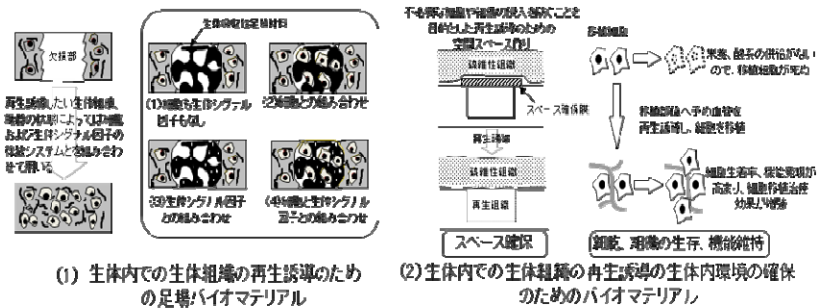 欠損部
再生誘導したい生体組織、
および生体シグナル因子の
徐放システムとを組み合わ
せて用いる
生体吸収性足場材料
(1)細胞も生体シグナル
因子もなし
(2)細胞との組み合わせ
(3)生体シグナル因子
との組み合わせ
(4)細胞と生体シグナル
因子との組み合わせ
(1) 生体内での生体組織の再生誘導のため
の足場バイオマテリアル
不必要な細胞や組織の侵入を防ぐことを
目的とした再生誘導のための
空間スペース作り
繊維性組織
スペース確保膜
再生誘導
繊維性組織
再生組織
スペース確保
移植細胞
栄養、酸素の供給がない
ので、移植細胞が死ぬ
移植部位へ予め血管を
再生誘導し、細胞を移植
細胞生着率、機能発現が
高まり、細胞移植治療
効果が増強
細胞、組織の生存、機能維持
(2)生体内での生体組織の再生誘導の生体内環境の確保
のためのバイオマテリアル